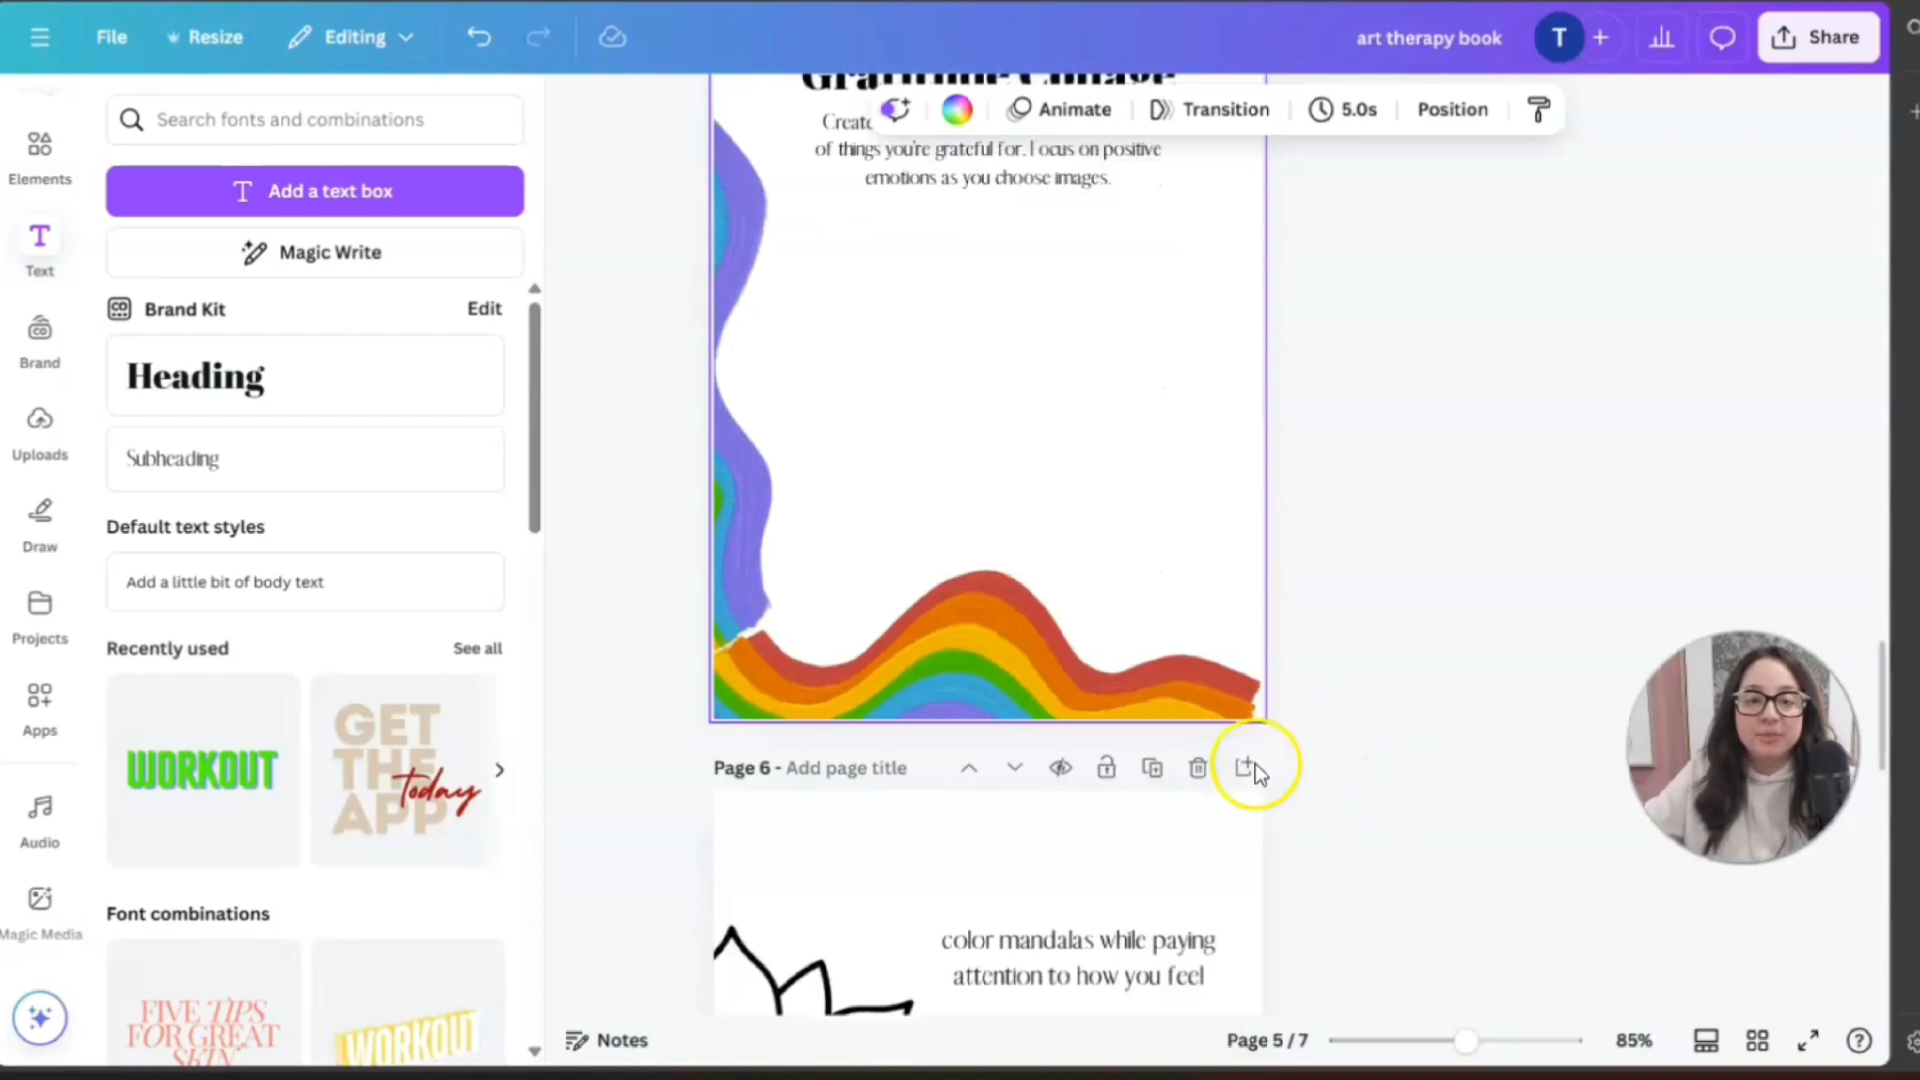 File
Resize
Editing
art therapy book
T
Share
Search fonts and combinations
Add a text box
Magic Write
Brand Kit
Edit
Heading
Subheading
Default text styles
Add a little bit of body text
Recently used
See all
WORKOUT
GET
THE
APP
today
Font combinations
FIVE TIPS
FOR GREAT
SKIN
WORKOUT
Elements
Text
Brand
Uploads
Draw
Projects
Apps
Audio
Magic Media
Animate
Transition
5.0s
Position
Create
of things you're grateful for. Focus on positive
emotions as you choose images.
Page 6 - Add page title
color mandalas while paying
attention to how you feel
Notes
Page 5 / 7
85%